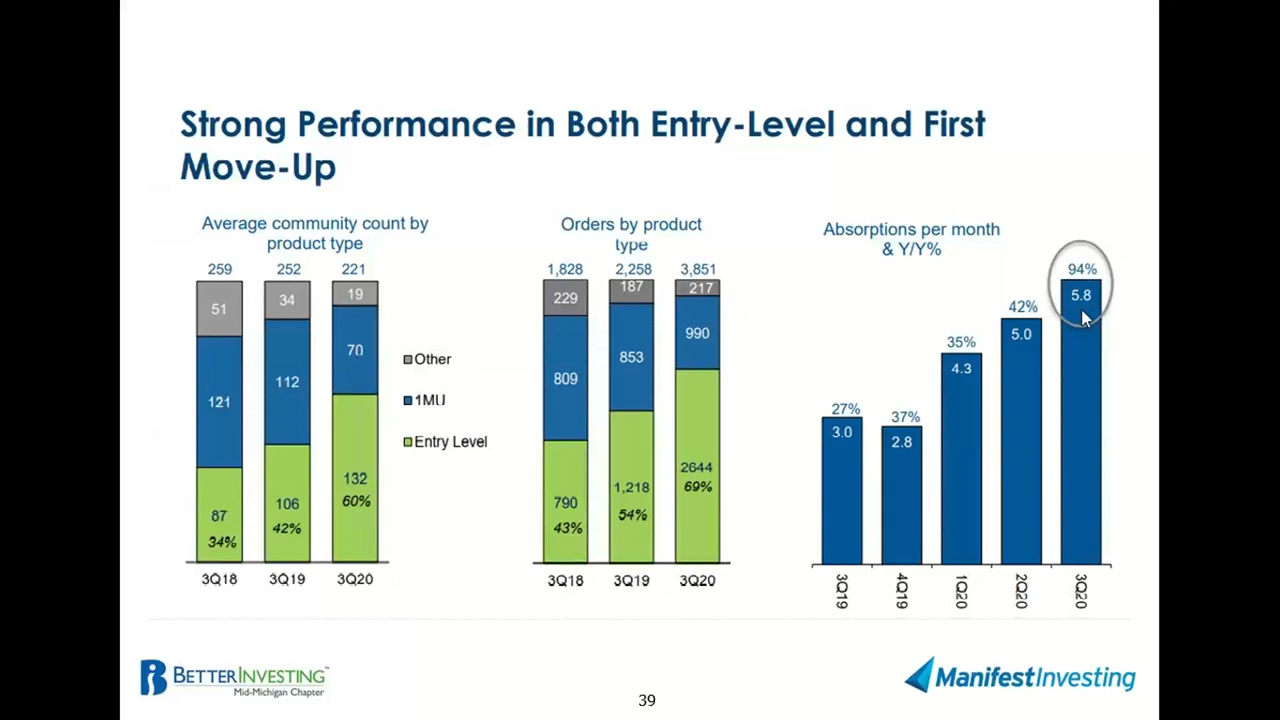 Strong Performance in Both Entry-Level and First
Move-Up
Average community count by
product type
259 252 221
51 34 19
121 112 70
87 106 132
34% 42% 60%
3Q18 3Q19 3Q20
Other
1MU
Entry Level
Orders by product
type
1,828 2,258 3,851
229 187 217
809 853 990
790 1,218 2644
43% 54% 69%
3Q18 3Q19 3Q20
Absorptions per month
& Y/Y%
27% 37% 35% 42% 94%
3.0 2.8 4.3 5.0 5.8
3Q19 4Q19 1Q20 2Q20 3Q20
BETTERINVESTING™
Mid-Michigan Chapter
39
ManifestInvesting